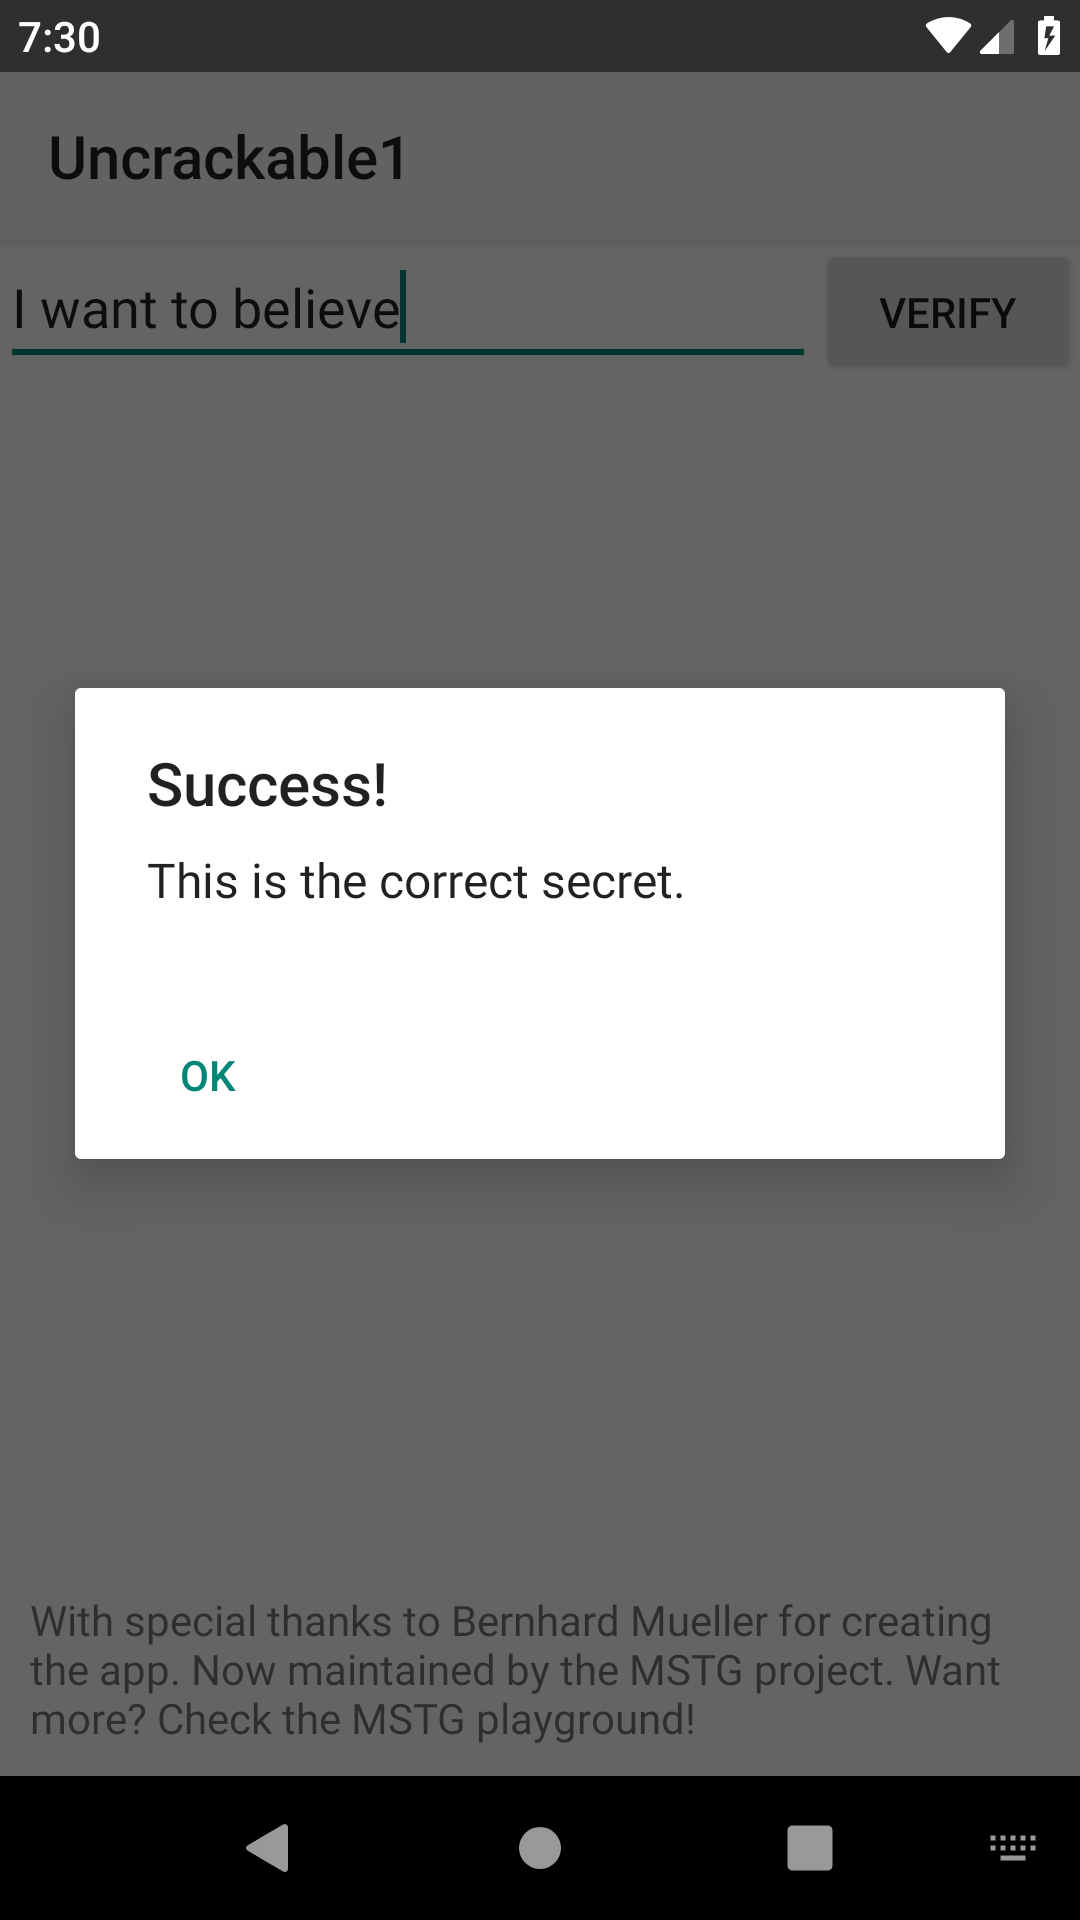 7:30
Uncrackable1
I want to believe
VERIFY
Success!
This is the correct secret.
OK
With special thanks to Bernhard Mueller for creating
the app. Now maintained by the MSTG project. Want
more? Check the MSTG playground!